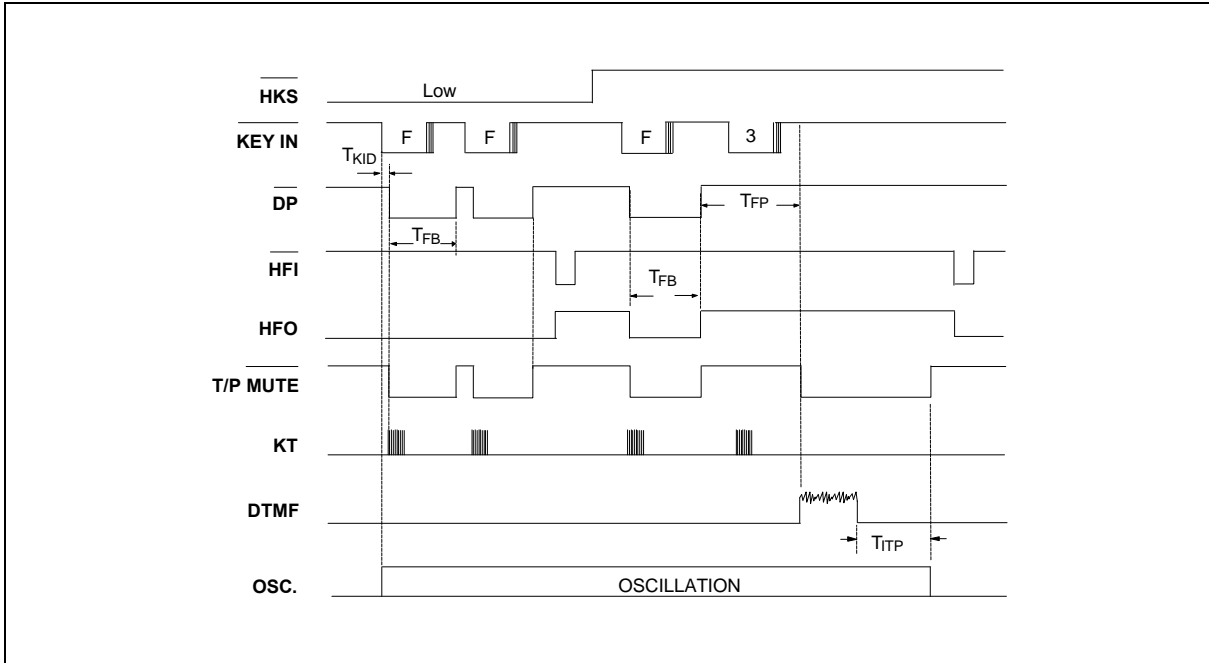 HKS
Low
KEY IN
F F F 3
TKID
DP
TFB
TFP
HFI
TFB
HFO
T/P MUTE
KT
DTMF
TITP
OSC.
OSCILLATION